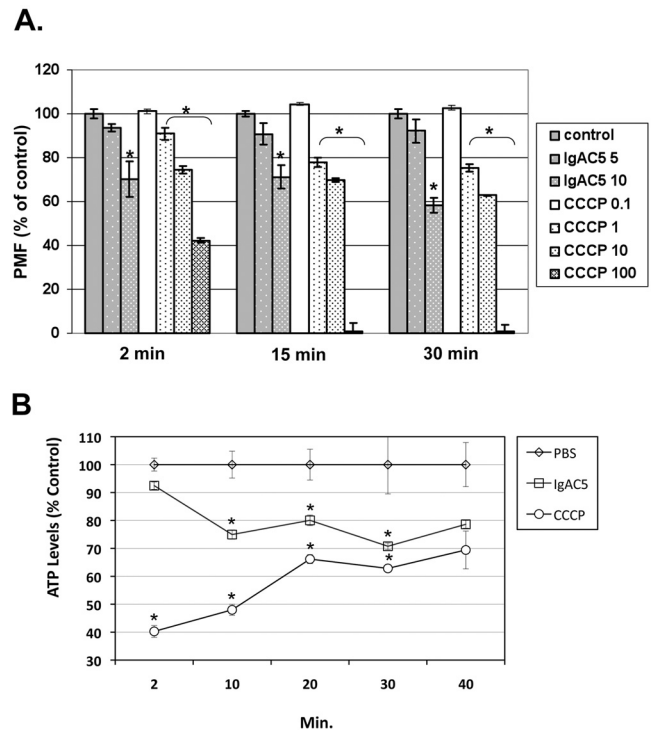 A.
PMF (% of control)
120
100
80
60
40
20
0
* * * * * *
2 min 15 min 30 min
control
IgAC5 5
IgAC5 10
CCCP 0.1
CCCP 1
CCCP 10
CCCP 100
B
ATP Levels (% Control)
110
100
90
80
70
60
50
40
30
* * * * * * *
2 10 20 30 40
Min.
PBS
IgAC5
CCCP